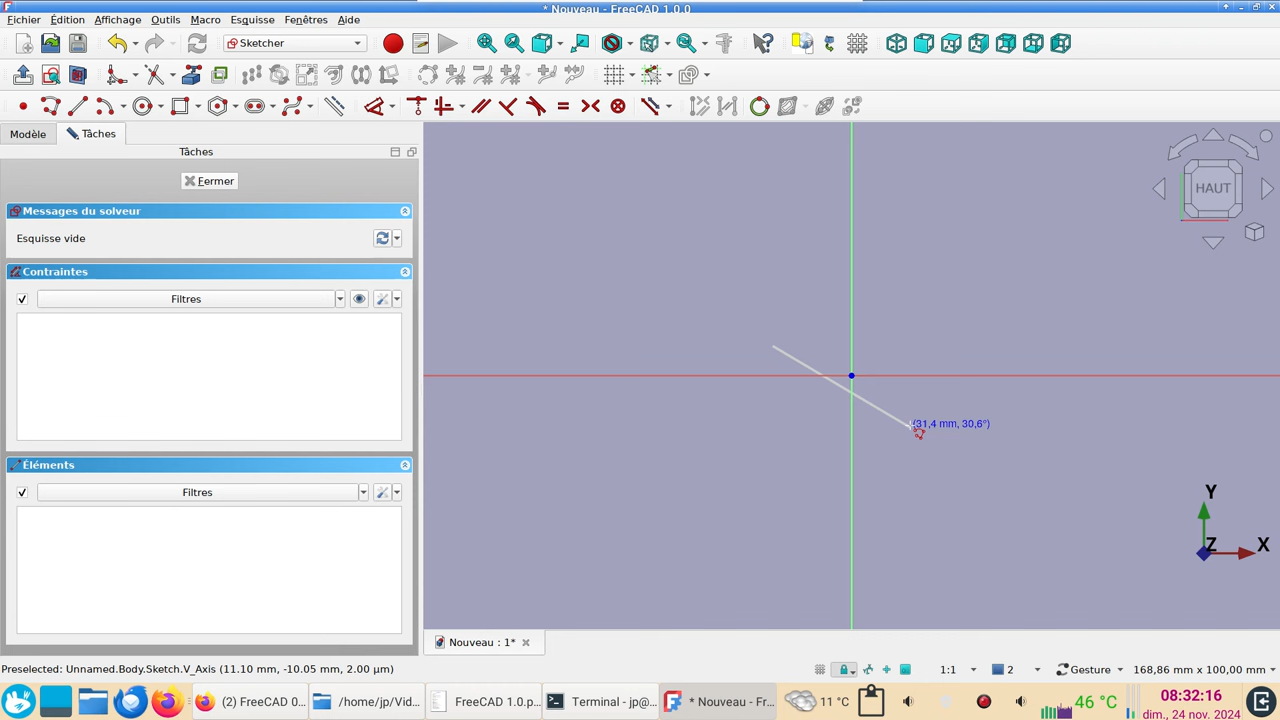 * Nouveau - FreeCAD 1.0.0
Fichier Édition Affichage Outils Macro Esquisse Fenêtres Aide
Sketcher
Modèle Tâches
Tâches
Fermer
Messages du solveur
Esquisse vide
Contraintes
Filtres
Éléments
Filtres
HAUT
(31,4 mm, 30,6°)
Y
Z X
Nouveau : 1*
Preselected: Unnamed.Body.Sketch.V_Axis (11.10 mm, -10.05 mm, 2.00 µm)
1:1 2 Gesture 168,86 mm x 100,00 mm
(2) FreeCAD 0... /home/jp/Vid... FreeCAD 1.0.p... Terminal - jp@... * Nouveau - Fr... 11 °C 46 °C
08:32:16
dim., 24 nov. 2024